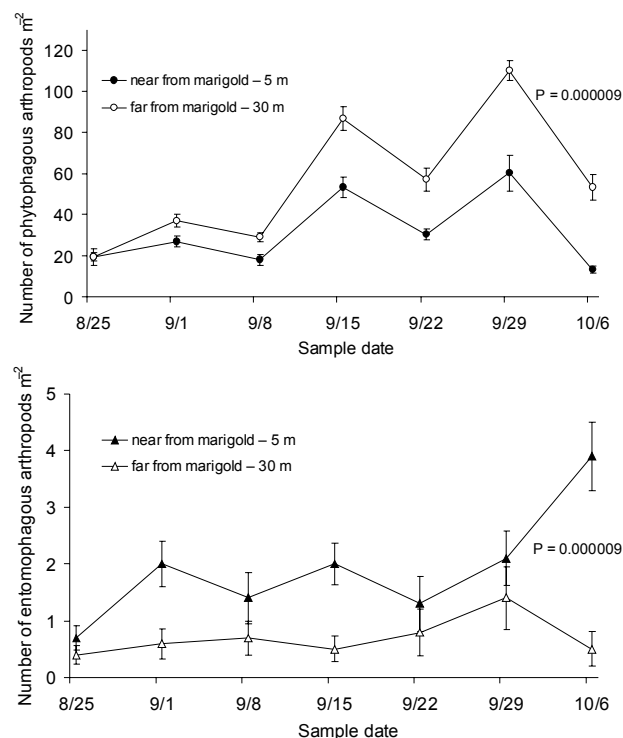 Number of phytophagous arthropods m⁻²
120
100
80
60
40
20
0
near from marigold – 5 m
far from marigold – 30 m
P = 0.000009
8/25 9/1 9/8 9/15 9/22 9/29 10/6
Sample date
Number of entomophagous arthropods m⁻²
5
4
3
2
1
0
near from marigold – 5 m
far from marigold – 30 m
P = 0.000009
8/25 9/1 9/8 9/15 9/22 9/29 10/6
Sample date